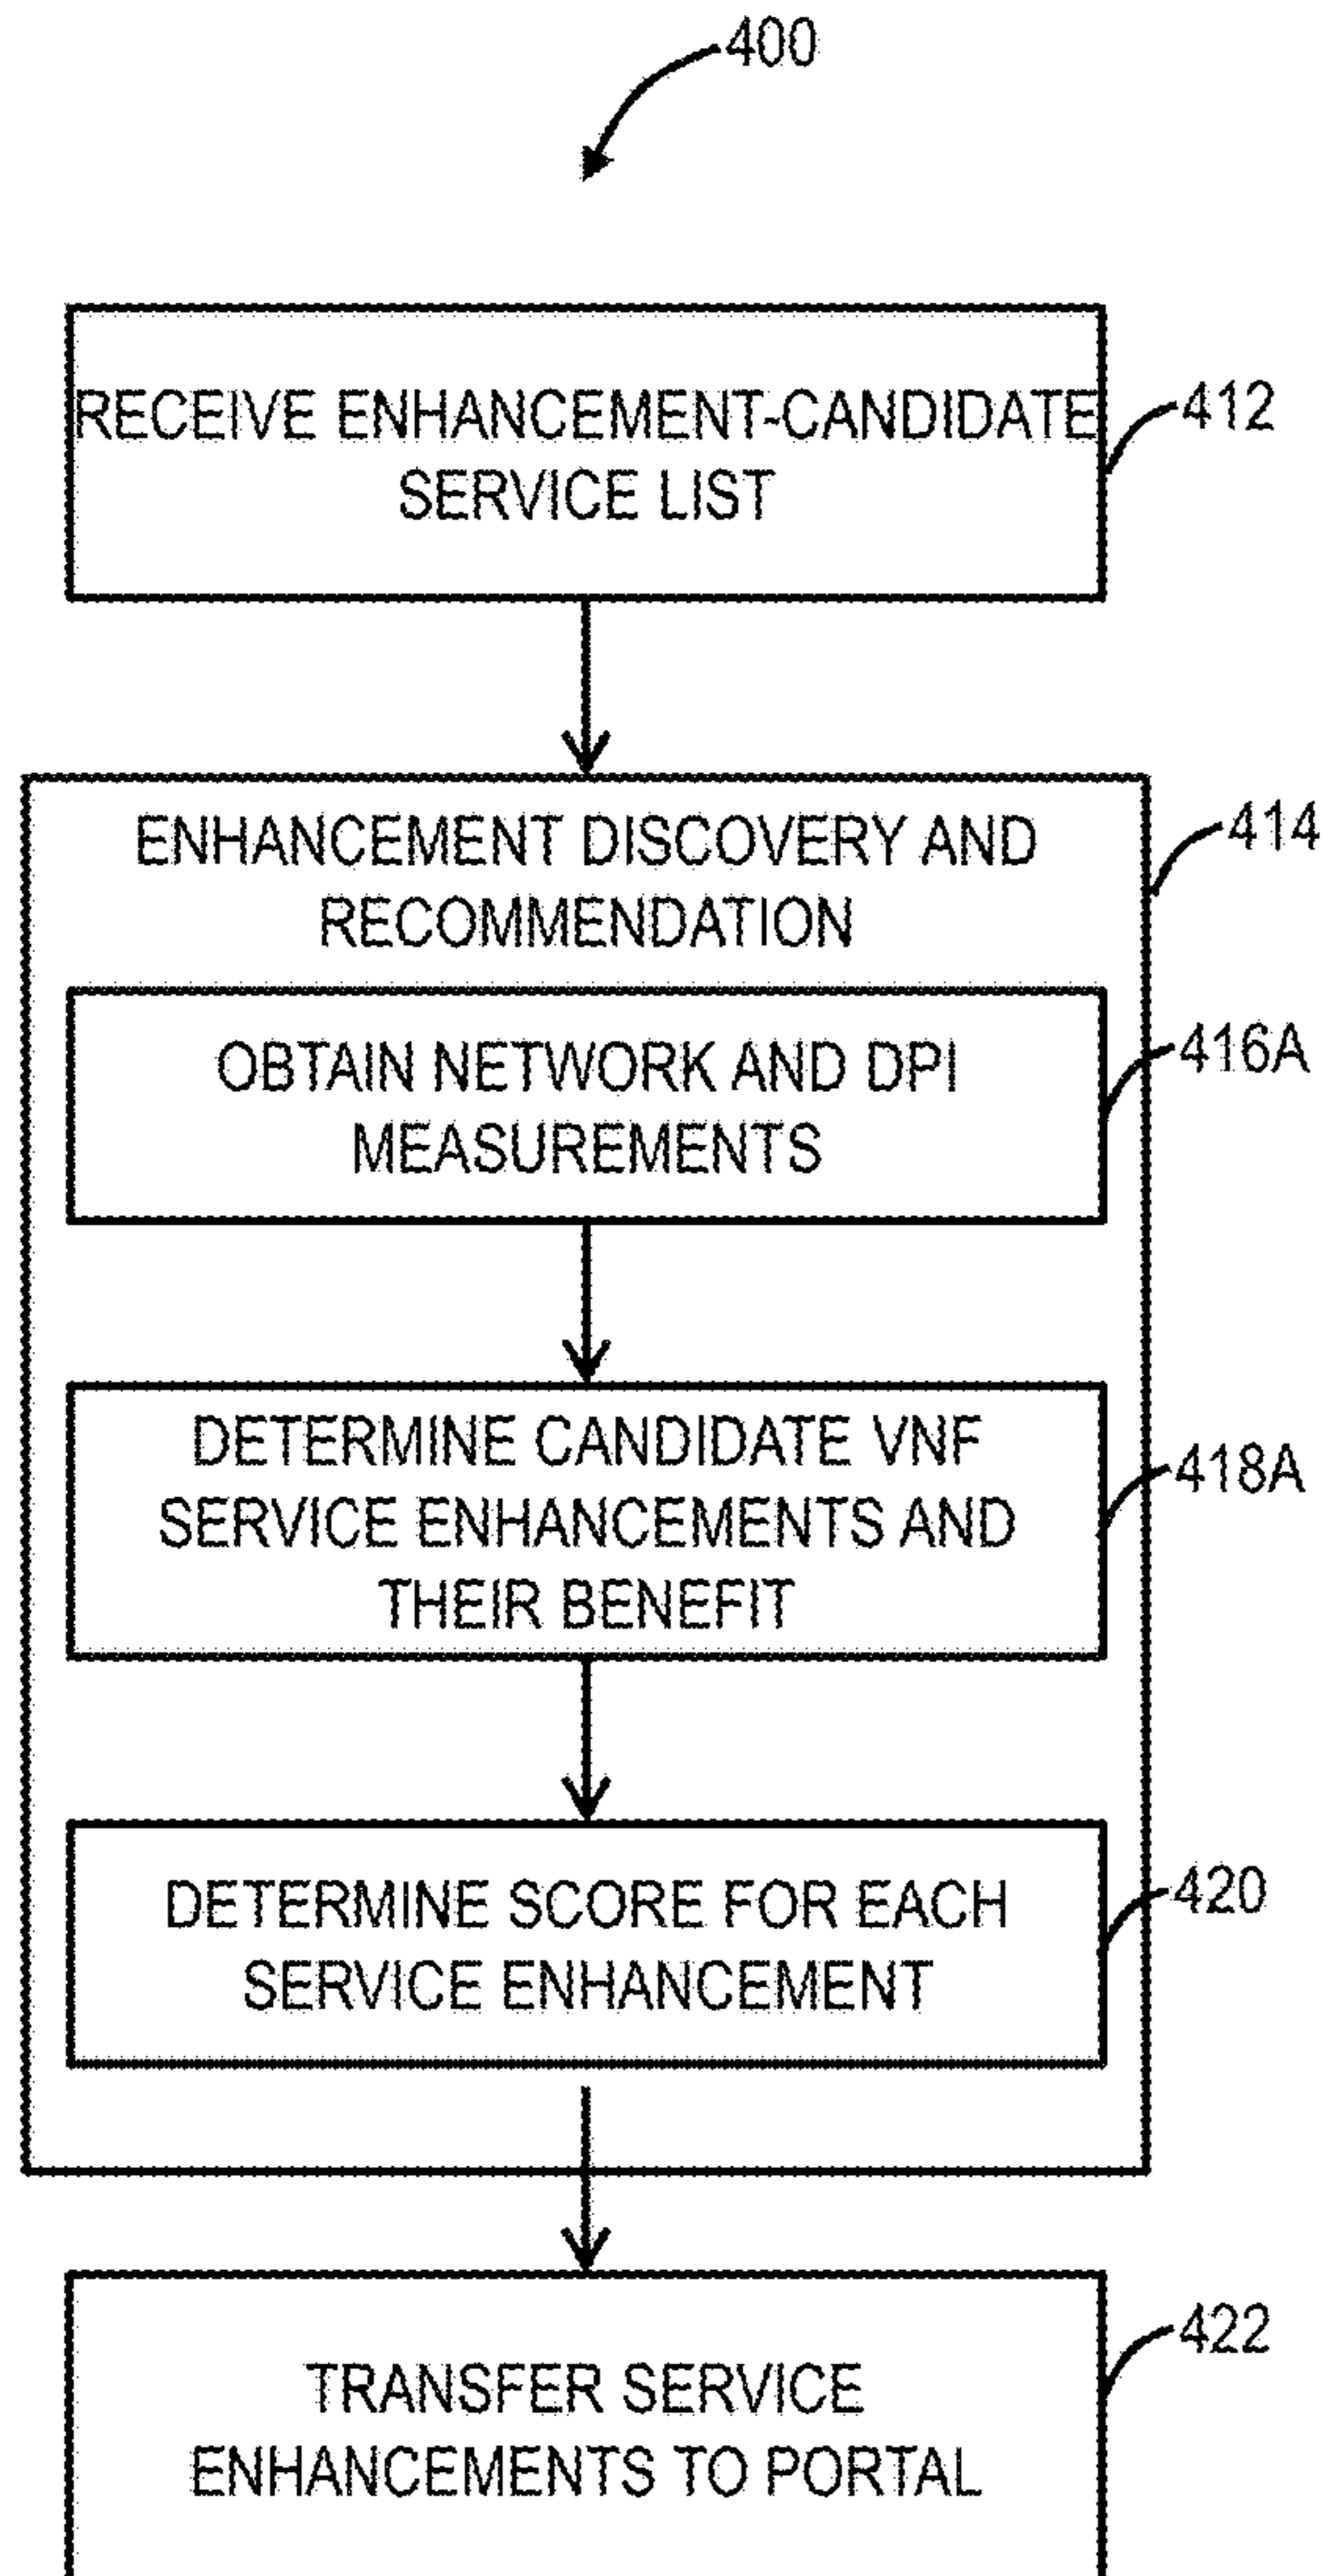 400
RECEIVE ENHANCEMENT-CANDIDATE
SERVICE LIST
412
ENHANCEMENT DISCOVERY AND
RECOMMENDATION
414
OBTAIN NETWORK AND DPI
MEASUREMENTS
416A
DETERMINE CANDIDATE VNF
SERVICE ENHANCEMENTS AND
THEIR BENEFIT
418A
DETERMINE SCORE FOR EACH
SERVICE ENHANCEMENT
420
TRANSFER SERVICE
ENHANCEMENTS TO PORTAL
422